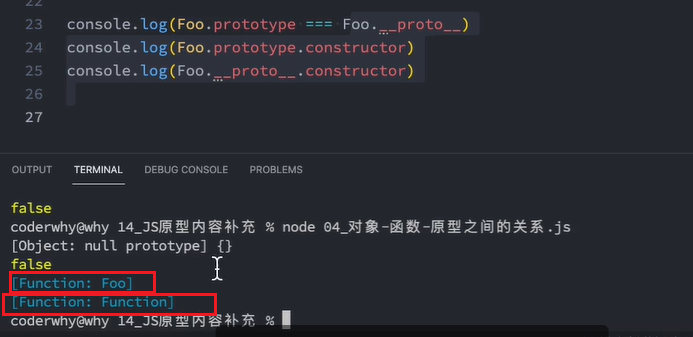 22
23 console.log(Foo.prototype === Foo.__proto__)
24 console.log(Foo.prototype.constructor)
25 console.log(Foo.__proto__.constructor)
26
27
OUTPUT TERMINAL DEBUG CONSOLE PROBLEMS
false
coderwhy@why 14_JS原型内容补充 % node 04_对象-函数-原型之间的关系.js
[Object: null prototype] {}
false
[Function: Foo]
[Function: Function]
coderwhy@why 14_JS原型内容补充 %